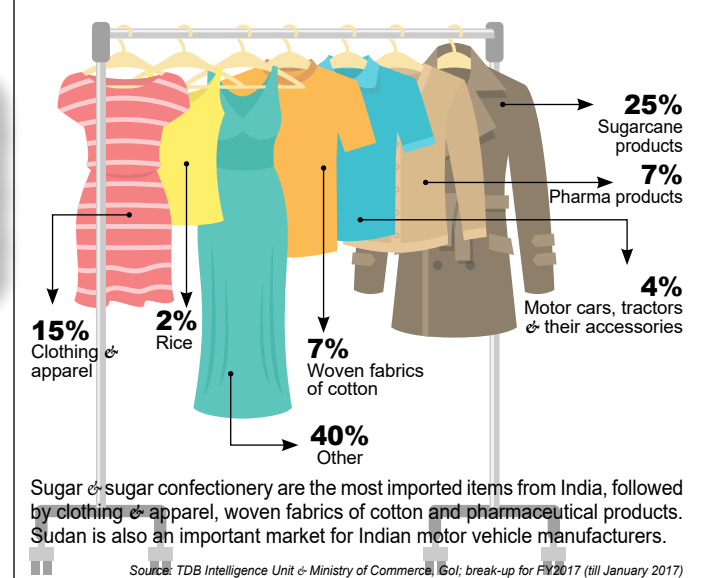 25%
Sugarcane
products
7%
Pharma products
4%
Motor cars, tractors
& their accessories
15%
Clothing &
apparel
2%
Rice
7%
Woven fabrics
of cotton
40%
Other
Sugar & sugar confectionery are the most imported items from India, followed
by clothing & apparel, woven fabrics of cotton and pharmaceutical products.
Sudan is also an important market for Indian motor vehicle manufacturers.
Source: TDB Intelligence Unit & Ministry of Commerce, GoI; break-up for FY2017 (till January 2017)